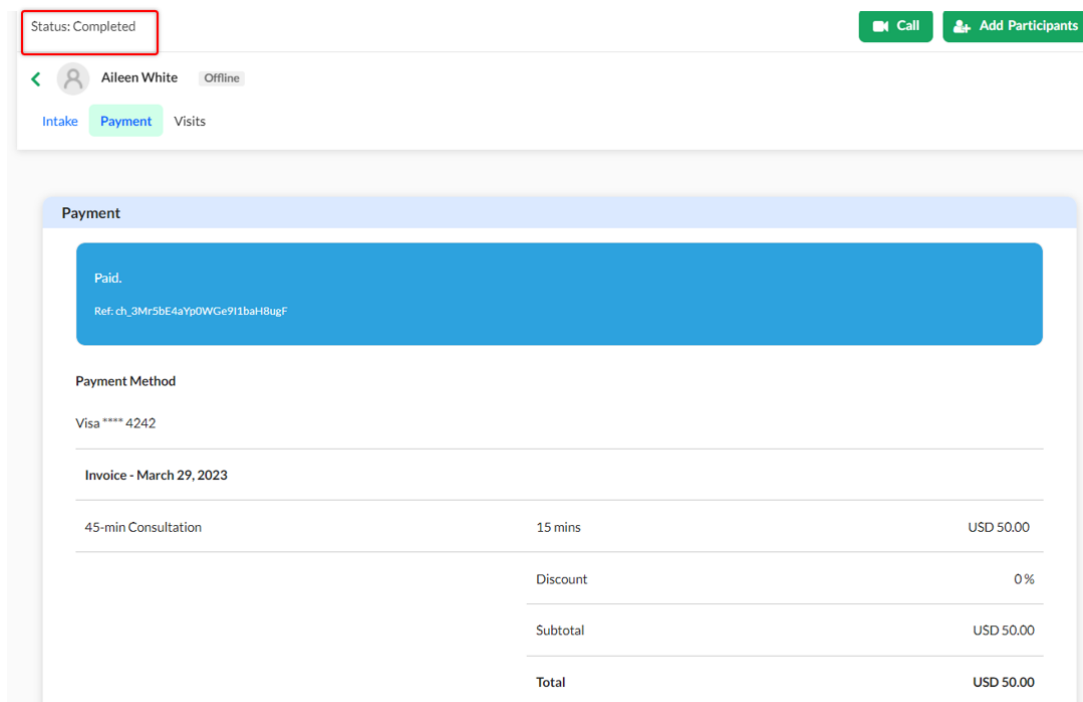 Status: Completed
Call
Add Participants
Aileen White
Offline
Intake
Payment
Visits
Payment
Paid.
Ref: ch_3Mr5bE4aYp0WGe9I1baH8ugF
Payment Method
Visa **** 4242
Invoice - March 29, 2023
45-min Consultation 15 mins USD 50.00
Discount 0 %
Subtotal USD 50.00
Total USD 50.00